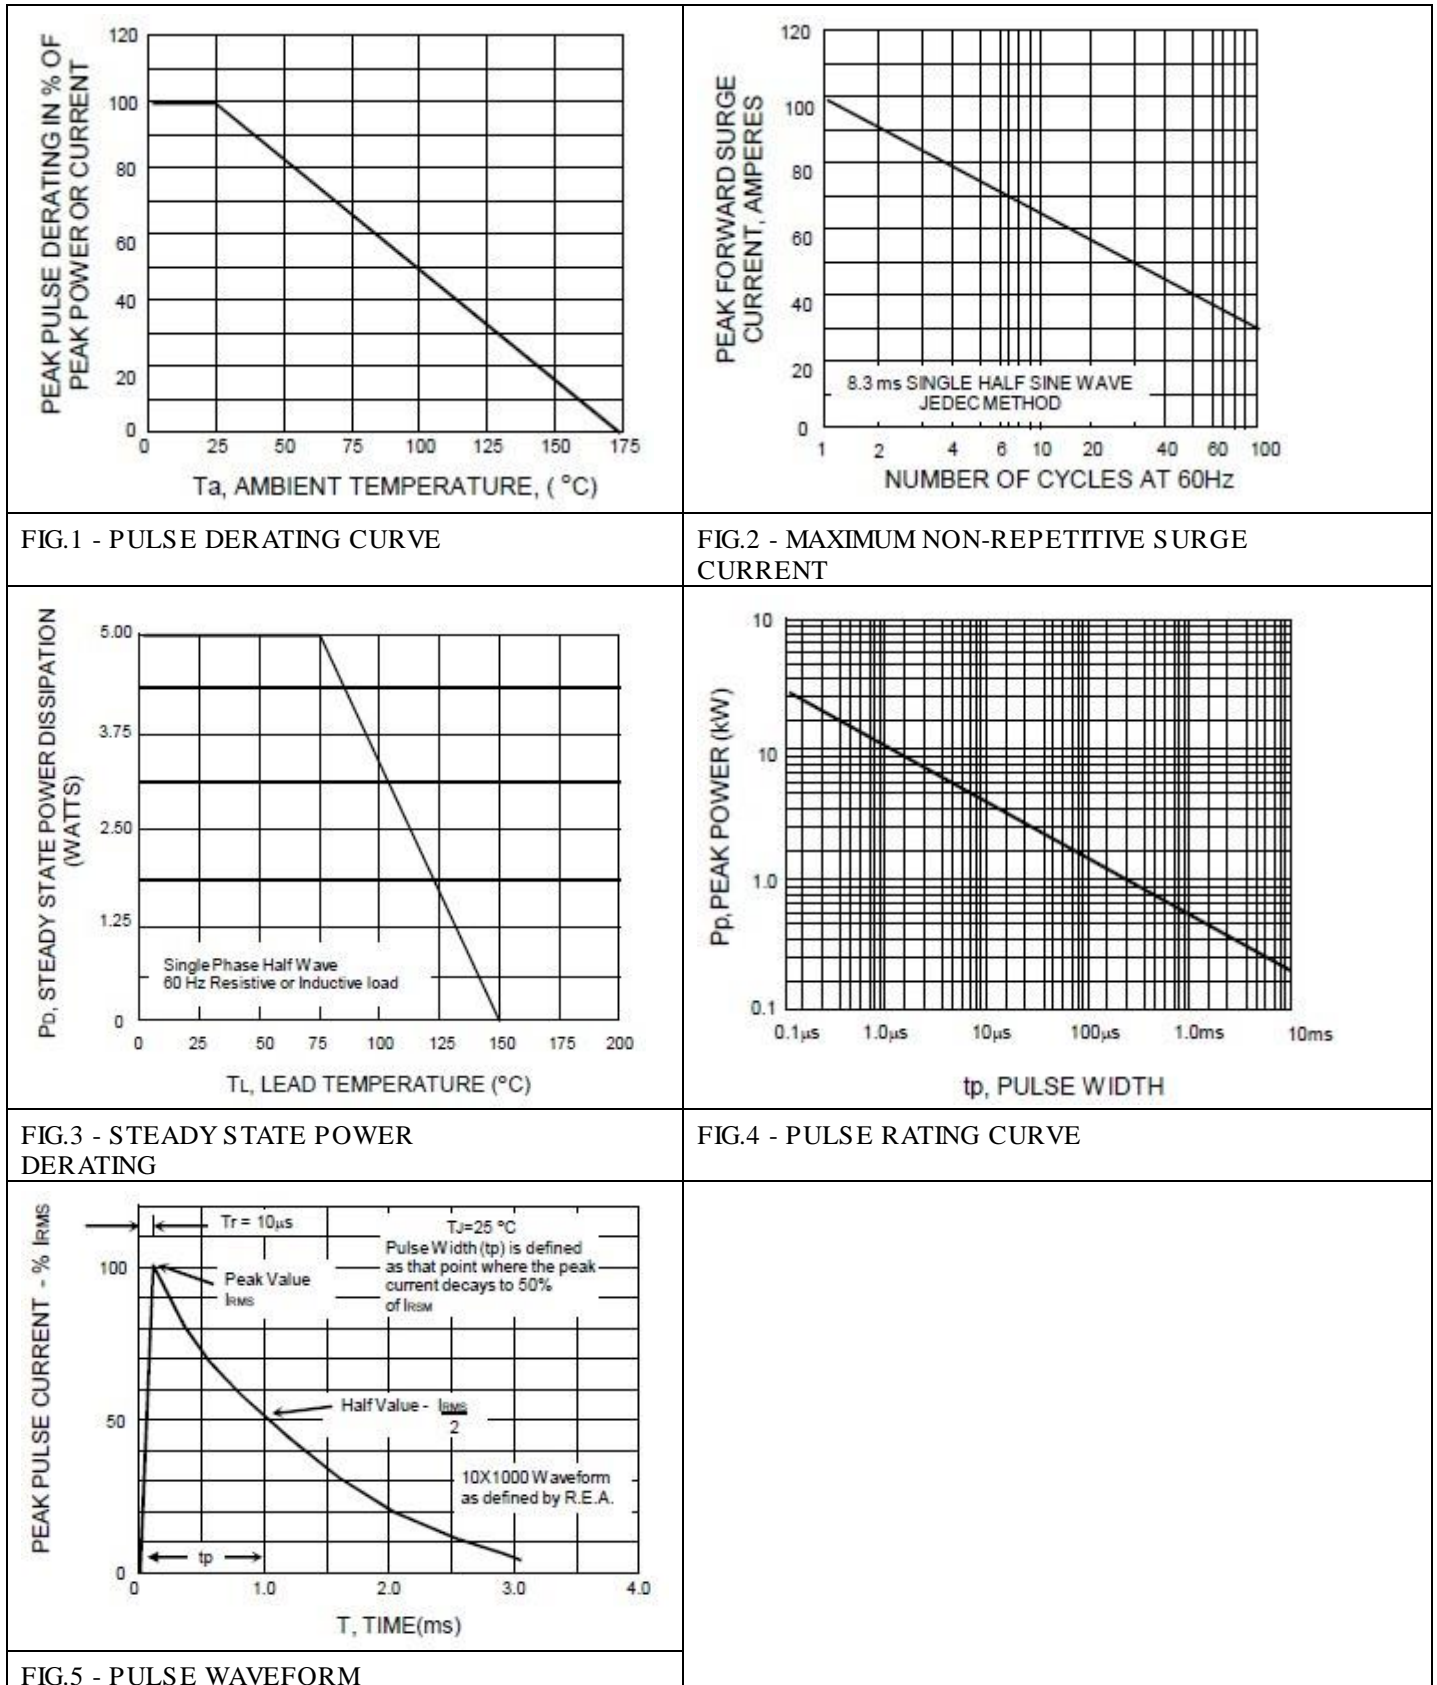 PEAK PULSE DERATING IN % OF
PEAK POWER OR CURRENT
120
100
80
60
40
20
0
0 25 50 75 100 125 150 175
Ta, AMBIENT TEMPERATURE, ( °C)
FIG.1 - PULSE DERATING CURVE
PEAK FORWARD SURGE
CURRENT, AMPERES
120
100
80
60
40
20
0
8.3 ms SINGLE HALF SINE WAVE
JEDEC METHOD
1 2 4 6 10 20 40 60 100
NUMBER OF CYCLES AT 60Hz
FIG.2 - MAXIMUM NON-REPETITIVE SURGE
CURRENT
PD, STEADY STATE POWER DISSIPATION
(WATTS)
5.00
3.75
2.50
1.25
0
Single Phase Half Wave
60 Hz Resistive or Inductive load
0 25 50 75 100 125 150 175 200
TL, LEAD TEMPERATURE (°C)
FIG.3 - STEADY STATE POWER
DERATING
Pp, PEAK POWER (kW)
10
10
1.0
0.1
0.1μs 1.0μs 10μs 100μs 1.0ms 10ms
tp, PULSE WIDTH
FIG.4 - PULSE RATING CURVE
PEAK PULSE CURRENT - % IRMS
100
50
0
Tr = 10μs
Peak Value
IRMS
TJ=25 °C
Pulse Width (tp) is defined
as that point where the peak
current decays to 50%
of IRSM
Half Value - IRMS
2
10X1000 Waveform
as defined by R.E.A.
tp
0 1.0 2.0 3.0 4.0
T, TIME(ms)
FIG.5 - PULSE WAVEFORM